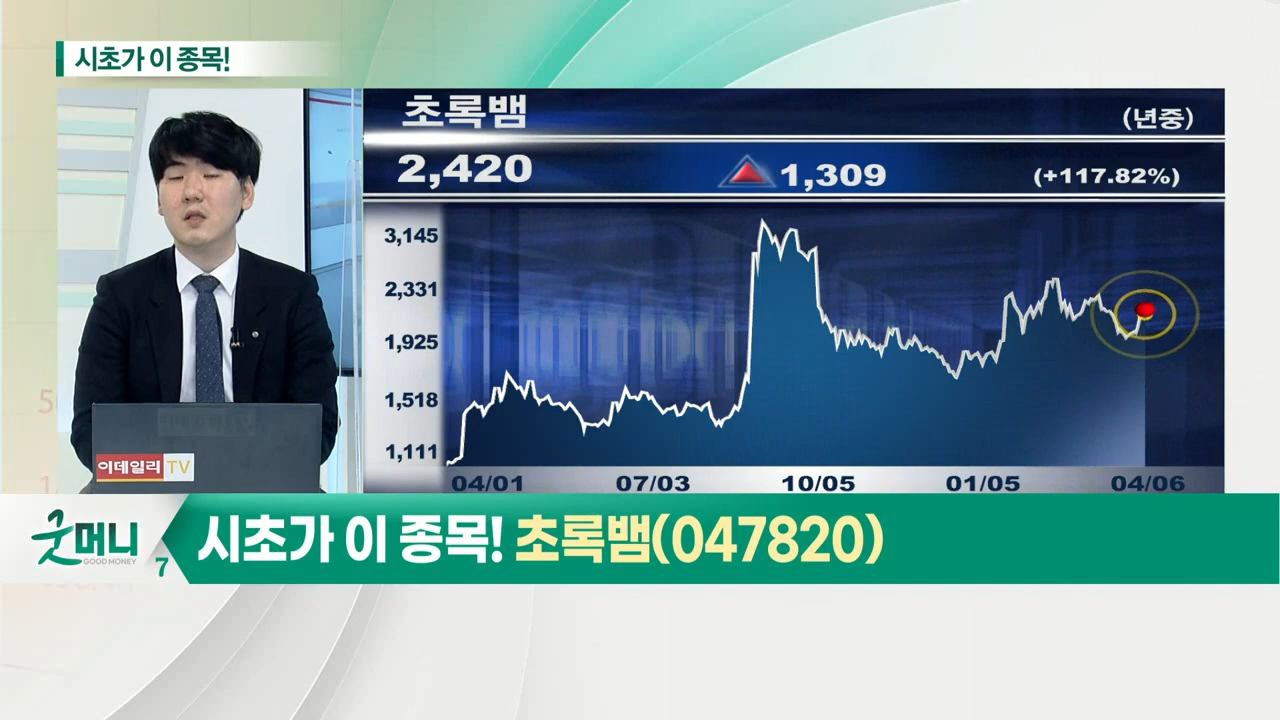 시초가 이 종목!
초록뱀
(년중)
2,420
1,309
(+117.82%)
3,145
2,331
1,925
1,518
1,111
04/01 07/03 10/05 01/05 04/06
이데일리 TV
굿머니
GOOD MONEY
7
시초가 이 종목! 초록뱀(047820)